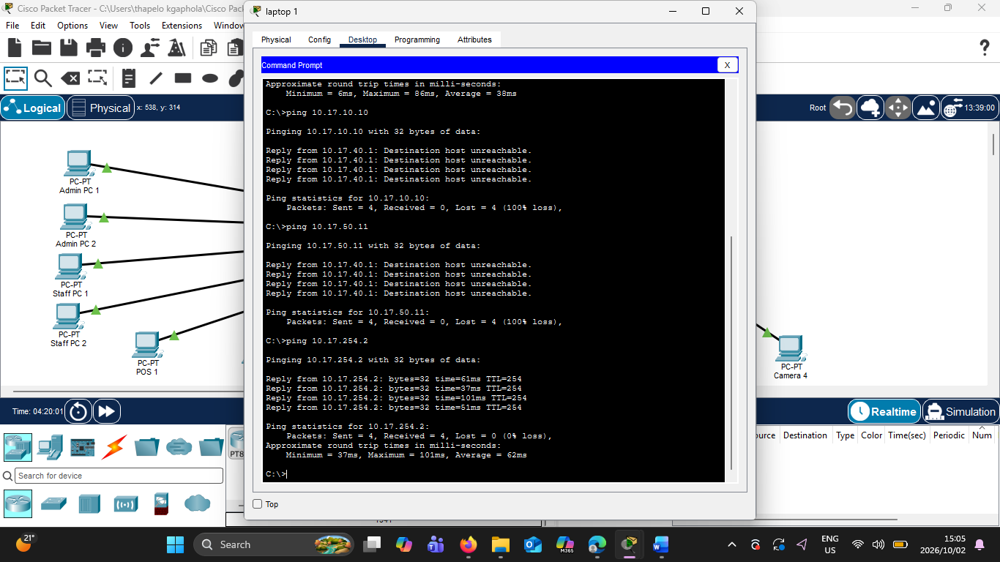 Cisco Packet Tracer - C:\Users\thapelo kgaphola\Cisco Pac
laptop 1
File Edit Options View Tools Extensions Window
Physical Config Desktop Programming Attributes
Command Prompt
X
Logical
Physical
x: 538, y: 314
Root
13:39:00
Approximate round trip times in milli-seconds:
Minimum = 6ms, Maximum = 86ms, Average = 38ms
C:\>ping 10.17.10.10
Pinging 10.17.10.10 with 32 bytes of data:
Reply from 10.17.40.1: Destination host unreachable.
Reply from 10.17.40.1: Destination host unreachable.
Reply from 10.17.40.1: Destination host unreachable.
Reply from 10.17.40.1: Destination host unreachable.
Ping statistics for 10.17.10.10:
Packets: Sent = 4, Received = 0, Lost = 4 (100% loss),
C:\>ping 10.17.50.11
Pinging 10.17.50.11 with 32 bytes of data:
Reply from 10.17.40.1: Destination host unreachable.
Reply from 10.17.40.1: Destination host unreachable.
Reply from 10.17.40.1: Destination host unreachable.
Reply from 10.17.40.1: Destination host unreachable.
Ping statistics for 10.17.50.11:
Packets: Sent = 4, Received = 0, Lost = 4 (100% loss),
C:\>ping 10.17.254.2
Pinging 10.17.254.2 with 32 bytes of data:
Reply from 10.17.254.2: bytes=32 time=61ms TTL=254
Reply from 10.17.254.2: bytes=32 time=37ms TTL=254
Reply from 10.17.254.2: bytes=32 time=101ms TTL=254
Reply from 10.17.254.2: bytes=32 time=51ms TTL=254
Ping statistics for 10.17.254.2:
Packets: Sent = 4, Received = 4, Lost = 0 (0% loss),
Approximate round trip times in milli-seconds:
Minimum = 37ms, Maximum = 101ms, Average = 62ms
C:\>
Top
PC-PT
Admin PC 1
PC-PT
Admin PC 2
PC-PT
Staff PC 1
PC-PT
Staff PC 2
PC-PT
POS 1
PC-PT
Camera 4
Time: 04:20:01
Realtime
Simulation
PT8
ource Destination Type Color Time(sec) Periodic Num
Search for device
1941
21°
Search
M365
ENG
US
15:05
2026/10/02